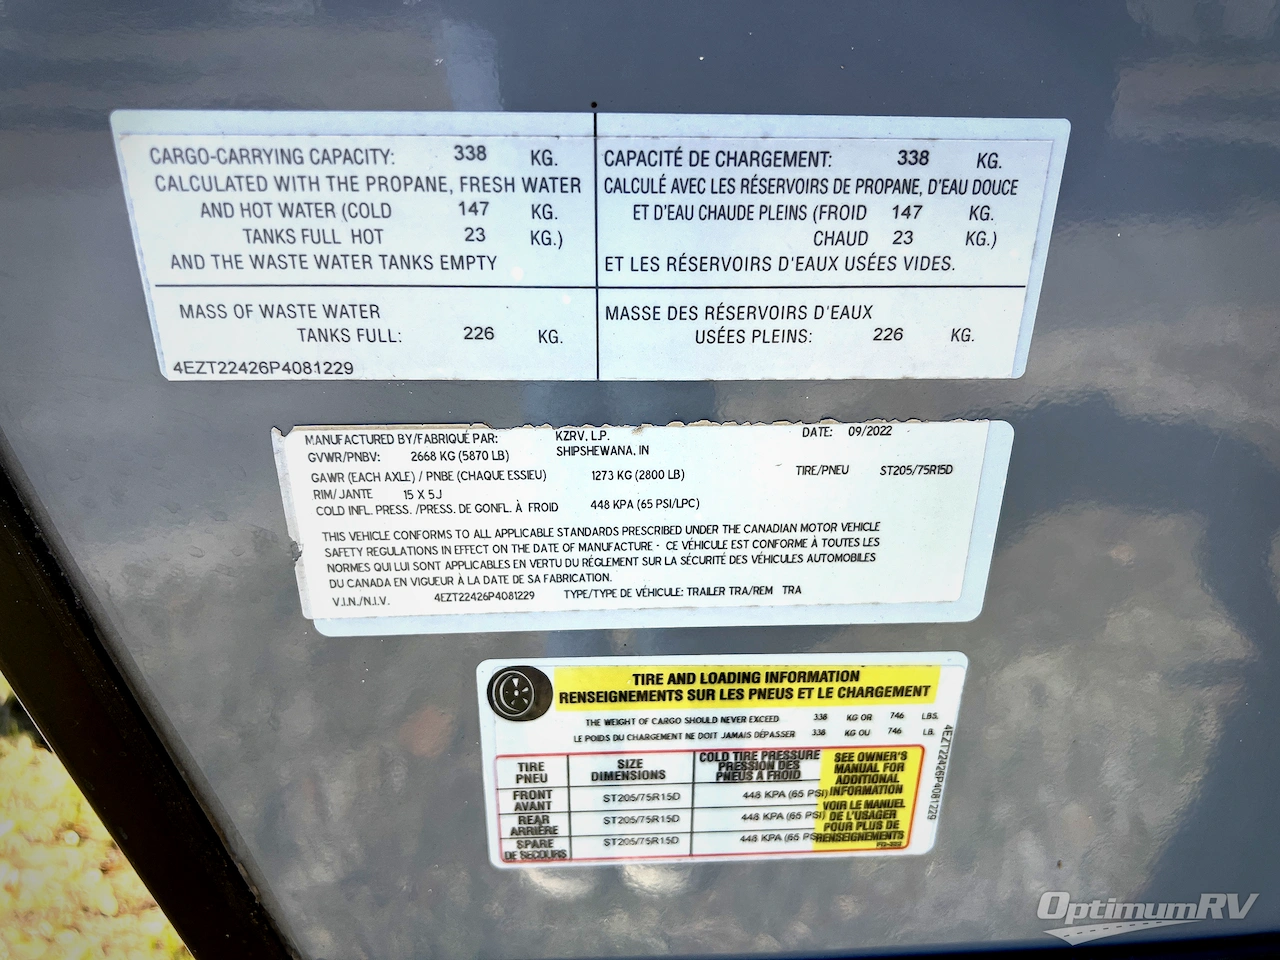 CARGO-CARRYING CAPACITY: 338 KG.
CALCULATED WITH THE PROPANE, FRESH WATER
AND HOT WATER (COLD 147 KG.
TANKS FULL HOT 23 KG.)
AND THE WASTE WATER TANKS EMPTY
MASS OF WASTE WATER
TANKS FULL: 226 KG.
4EZT22426P4081229
CAPACITÉ DE CHARGEMENT: 338 KG.
CALCULÉ AVEC LES RÉSERVOIRS DE PROPANE, D'EAU DOUCE
ET D'EAU CHAUDE PLEINS (FROID 147 KG.
CHAUD 23 KG.)
ET LES RÉSERVOIRS D'EAUX USÉES VIDES.
MASSE DES RÉSERVOIRS D'EAUX
USÉES PLEINS: 226 KG.
MANUFACTURED BY/FABRIQUÉ PAR: KZRV, L.P. DATE: 09/2022
GVWR/PNBV: 2668 KG (5870 LB) SHIPSHEWANA, IN
GAWR (EACH AXLE) / PNBE (CHAQUE ESSIEU) 1273 KG (2800 LB) TIRE/PNEU ST205/75R15D
RIM/JANTE 15 X 5J
COLD INFL. PRESS. /PRESS. DE GONFL. À FROID 448 KPA (65 PSI/LPC)
THIS VEHICLE CONFORMS TO ALL APPLICABLE STANDARDS PRESCRIBED UNDER THE CANADIAN MOTOR VEHICLE
SAFETY REGULATIONS IN EFFECT ON THE DATE OF MANUFACTURE - CE VÉHICULE EST CONFORME À TOUTES LES
NORMES QUI LUI SONT APPLICABLES EN VERTU DU RÉGLEMENT SUR LA SÉCURITÉ DES VÉHICULES AUTOMOBILES
DU CANADA EN VIGUEUR À LA DATE DE SA FABRICATION.
V.I.N./N.I.V. 4EZT22426P4081229 TYPE/TYPE DE VÉHICULE: TRAILER TRA/REM TRA
TIRE AND LOADING INFORMATION
RENSEIGNEMENTS SUR LES PNEUS ET LE CHARGEMENT
THE WEIGHT OF CARGO SHOULD NEVER EXCEED 338 KG OR 746 LBS.
LE POIDS DU CHARGEMENT NE DOIT JAMAIS DÉPASSER 338 KG OU 746 LB.
TIRE
PNEU
SIZE
DIMENSIONS
COLD TIRE PRESSURE
PRESSION DES
PNEUS À FROID
FRONT
AVANT
ST205/75R15D 448 KPA (65 PSI)
REAR
ARRIÈRE
ST205/75R15D 448 KPA (65 PSI)
SPARE
DE SECOURS
ST205/75R15D 448 KPA (65 PS
SEE OWNER'S
MANUAL FOR
ADDITIONAL
INFORMATION
VOIR LE MANUEL
DE L'USAGER
POUR PLUS DE
RENSEIGNEMENTS
4EZT22426P4081229
OptimumRV